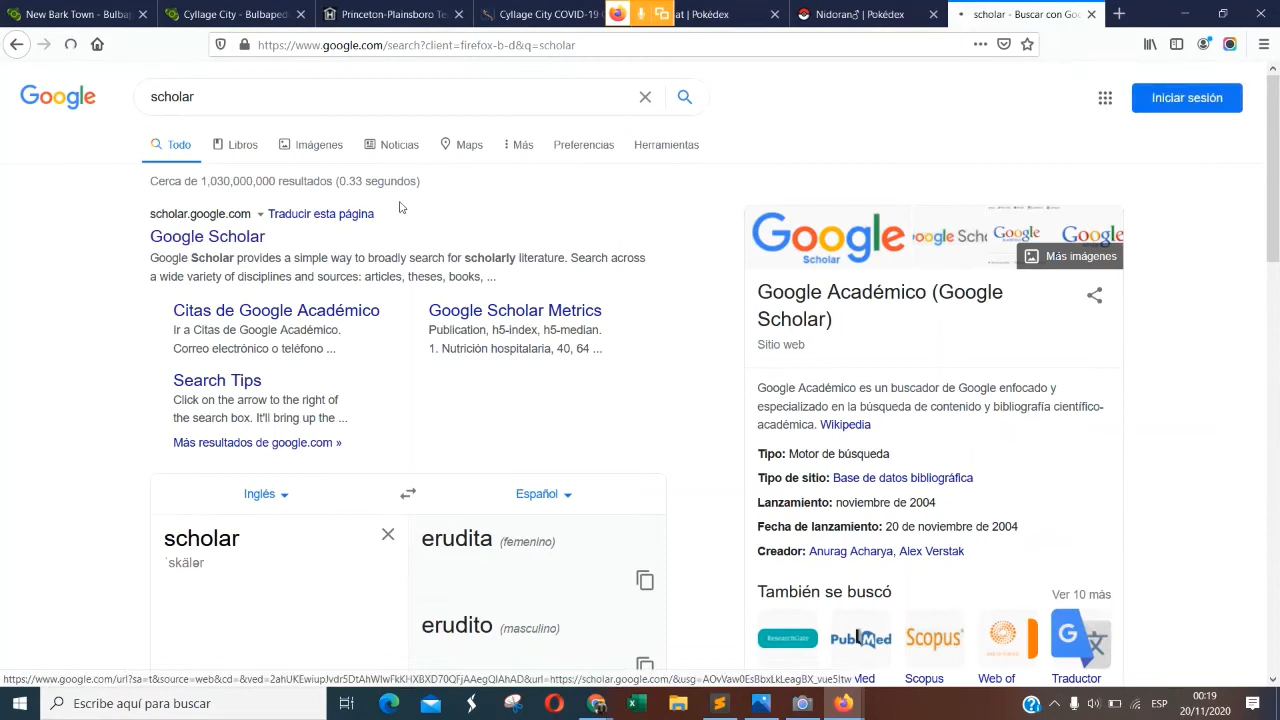 New Bark Town - Bulbap
Cyllage City COVID-19
at | Pokédex
Nidoran♂ | Pokédex
scholar - Buscar con Go
https://www.google.com/search?client=firefox-b-d&q=scholar
Google
scholar
Iniciar sesión
Todo
Libros
Imágenes
Noticias
Maps
Más
Preferencias
Herramientas
Cerca de 1,030,000,000 resultados (0.33 segundos)
scholar.google.com Traducir esta página
Google Scholar
Google Scholar provides a simple way to broadly search for scholarly literature. Search across
a wide variety of disciplines and sources: articles, theses, books, ...
Citas de Google Académico
Ir a Citas de Google Académico.
Correo electrónico o teléfono ...
Google Scholar Metrics
Publication, h5-index, h5-median.
1. Nutrición hospitalaria, 40, 64 ...
Search Tips
Click on the arrow to the right of
the search box. It'll bring up the ...
Más resultados de google.com »
Inglés
Español
scholar
ˈskälər
erudita (femenino)
erudito (masculino)
Google
Scholar
Más imágenes
Google Académico (Google
Scholar)
Sitio web
Google Académico es un buscador de Google enfocado y
especializado en la búsqueda de contenido y bibliografía científico-
académica. Wikipedia
Tipo: Motor de búsqueda
Tipo de sitio: Base de datos bibliográfica
Lanzamiento: noviembre de 2004
Fecha de lanzamiento: 20 de noviembre de 2004
Creador: Anurag Acharya, Alex Verstak
También se buscó
Ver 10 más
ResearchGate
PubMed
Scopus
Med
Scopus
Web of
Traductor
Escribe aquí para buscar
ESP
00:19
20/11/2020